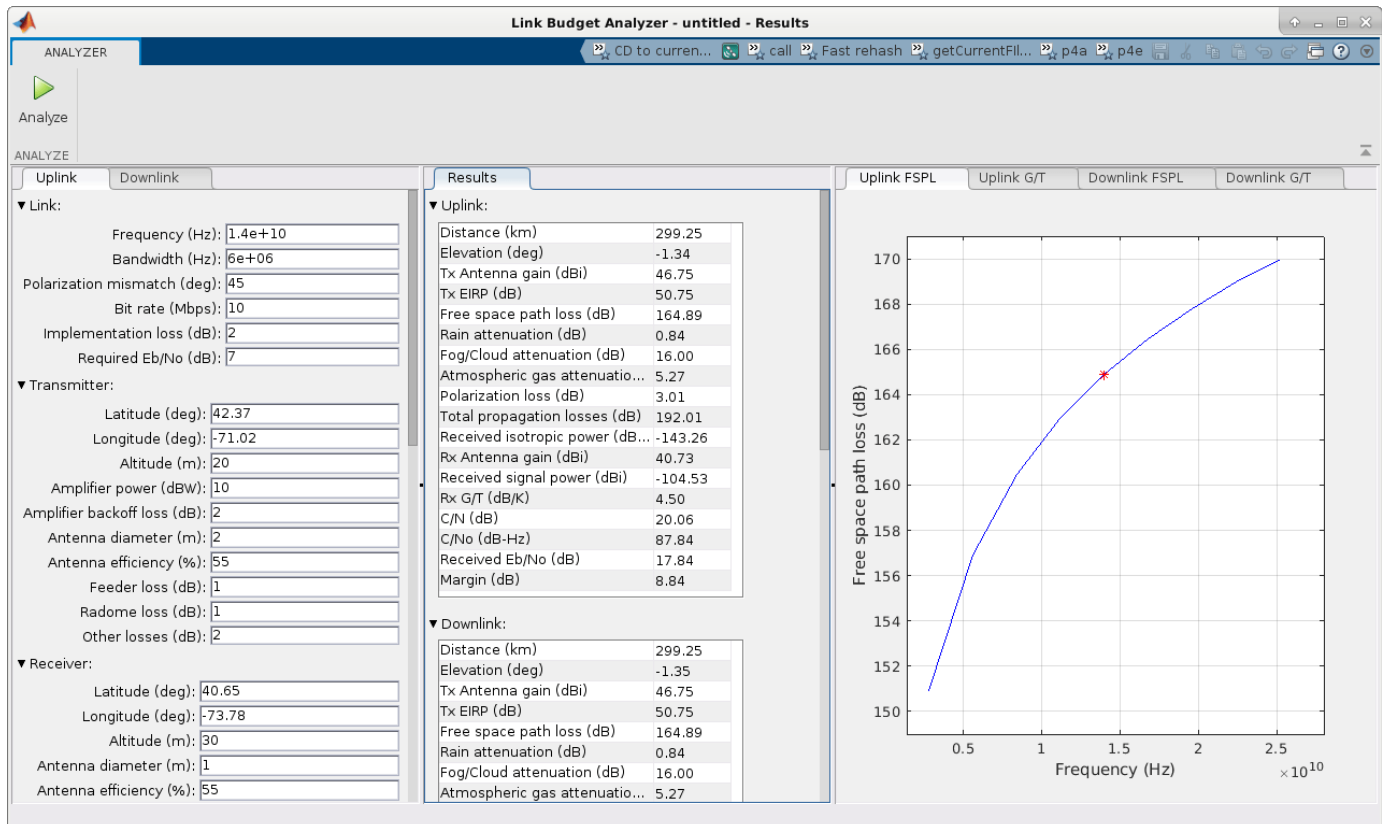 Link Budget Analyzer - untitled - Results
ANALYZER
CD to curren... call Fast rehash getCurrentFil... p4a p4e
Analyze
ANALYZE
Uplink Downlink
Link:
Frequency (Hz): 1.4e+10
Bandwidth (Hz): 6e+06
Polarization mismatch (deg): 45
Bit rate (Mbps): 10
Implementation loss (dB): 2
Required Eb/No (dB): 7
Transmitter:
Latitude (deg): 42.37
Longitude (deg): -71.02
Altitude (m): 20
Amplifier power (dBW): 10
Amplifier backoff loss (dB): 2
Antenna diameter (m): 2
Antenna efficiency (%): 55
Feeder loss (dB): 1
Radome loss (dB): 1
Other losses (dB): 2
Receiver:
Latitude (deg): 40.65
Longitude (deg): -73.78
Altitude (m): 30
Antenna diameter (m): 1
Antenna efficiency (%): 55
Results
Uplink:
Distance (km) 299.25
Elevation (deg) -1.34
Tx Antenna gain (dBi) 46.75
Tx EIRP (dB) 50.75
Free space path loss (dB) 164.89
Rain attenuation (dB) 0.84
Fog/Cloud attenuation (dB) 16.00
Atmospheric gas attenuatio... 5.27
Polarization loss (dB) 3.01
Total propagation losses (dB) 192.01
Received isotropic power (dB... -143.26
Rx Antenna gain (dBi) 40.73
Received signal power (dBi) -104.53
Rx G/T (dB/K) 4.50
C/N (dB) 20.06
C/No (dB-Hz) 87.84
Received Eb/No (dB) 17.84
Margin (dB) 8.84
Downlink:
Distance (km) 299.25
Elevation (deg) -1.35
Tx Antenna gain (dBi) 46.75
Tx EIRP (dB) 50.75
Free space path loss (dB) 164.89
Rain attenuation (dB) 0.84
Fog/Cloud attenuation (dB) 16.00
Atmospheric gas attenuatio... 5.27
Uplink FSPL Uplink G/T Downlink FSPL Downlink G/T
Free space path loss (dB)
170
168
166
164
162
160
158
156
154
152
150
0.5 1 1.5 2 2.5
Frequency (Hz) ×10^10